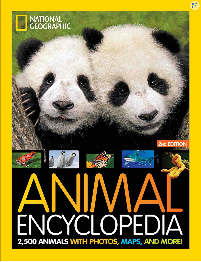 NATIONAL
GEOGRAPHIC
2ND EDITION
ANIMAL
ENCYCLOPEDIA
2,500 ANIMALS WITH PHOTOS, MAPS, AND MORE!